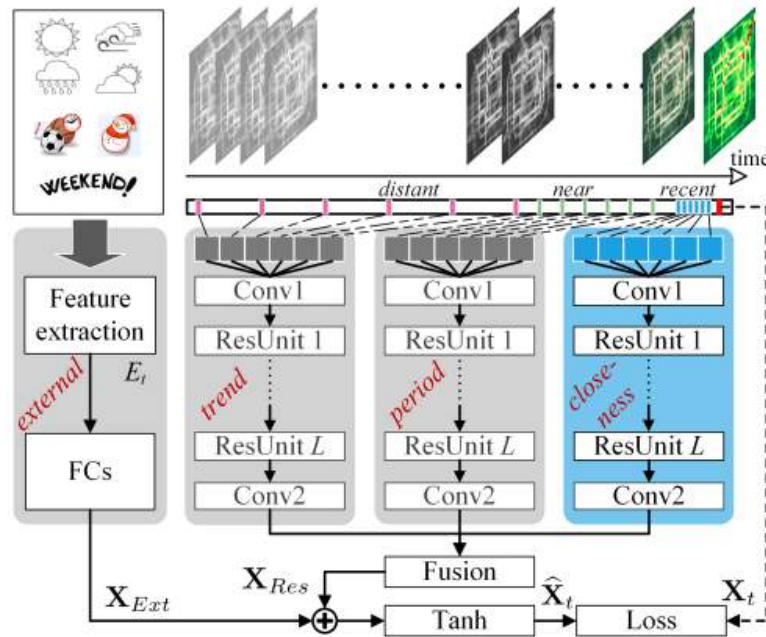 WEEKEND!
time
distant near recent
Feature extraction
E_t
external
FCs
Conv1
ResUnit 1
trend
ResUnit L
Conv2
Conv1
ResUnit 1
period
ResUnit L
Conv2
Conv1
ResUnit 1
close-
ness
ResUnit L
Conv2
Fusion
X_Ext
X_Res
Tanh
X̂_t
Loss
X_t